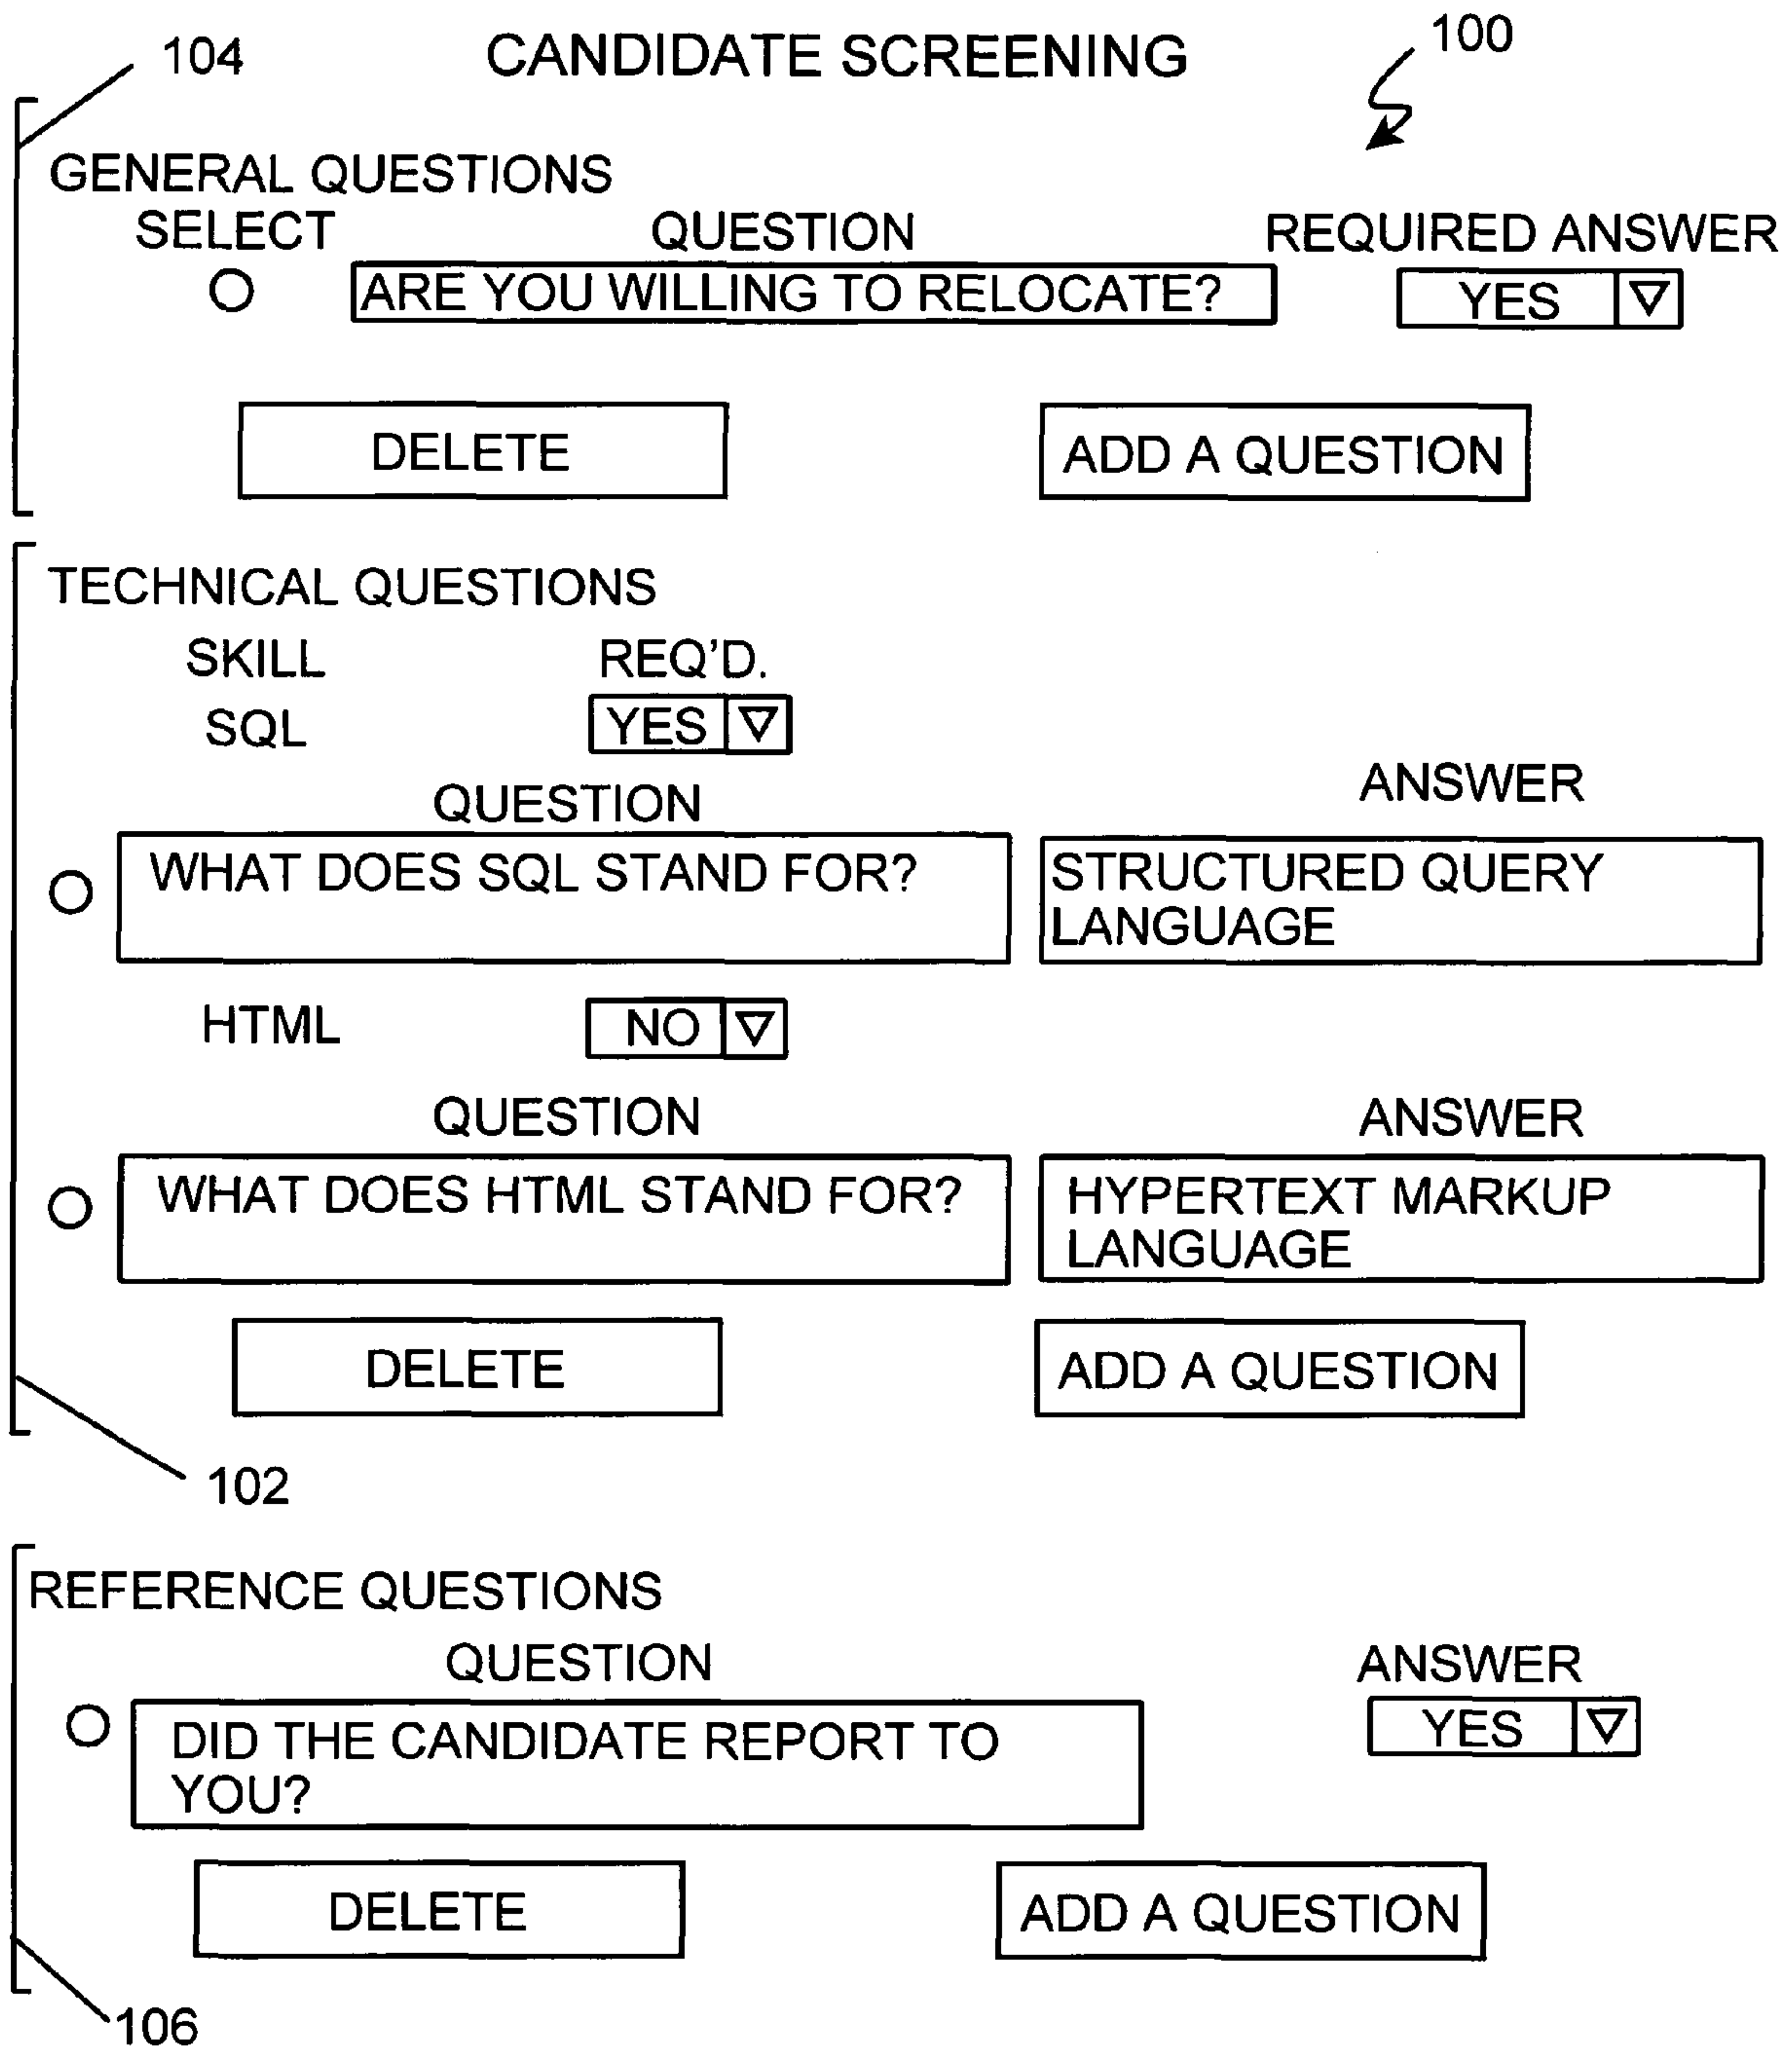 104
CANDIDATE SCREENING
100
GENERAL QUESTIONS
SELECT QUESTION REQUIRED ANSWER
ARE YOU WILLING TO RELOCATE? YES
DELETE ADD A QUESTION
TECHNICAL QUESTIONS
SKILL REQ'D.
SQL YES
QUESTION ANSWER
WHAT DOES SQL STAND FOR? STRUCTURED QUERY
LANGUAGE
HTML NO
QUESTION ANSWER
WHAT DOES HTML STAND FOR? HYPERTEXT MARKUP
LANGUAGE
DELETE ADD A QUESTION
102
REFERENCE QUESTIONS
QUESTION ANSWER
DID THE CANDIDATE REPORT TO YES
YOU?
DELETE ADD A QUESTION
106